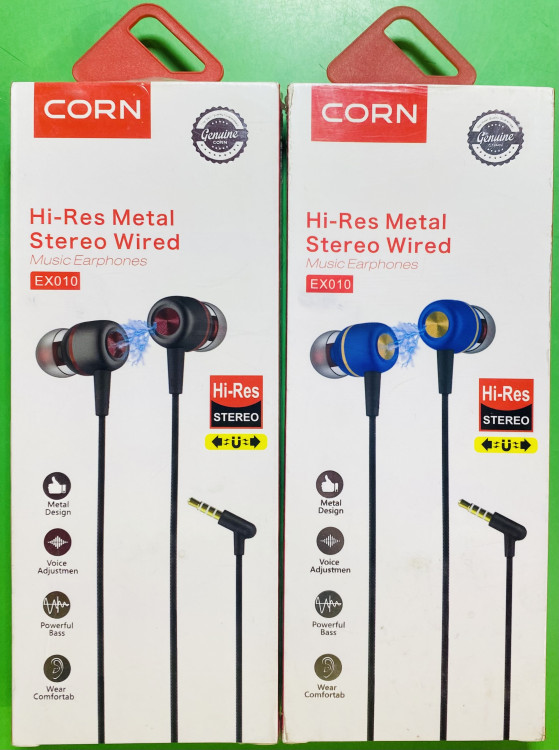 CORN
Genuine
CORN
Hi-Res Metal
Stereo Wired
Music Earphones
EX010
Hi-Res
STEREO
Metal
Design
Voice
Adjustmen
Powerful
Bass
Wear
Comfortab
CORN
Genuine
Hi-Res Metal
Stereo Wired
Music Earphones
EX010
Hi-Res
STEREO
Metal
Design
Voice
Adjustmen
Powerful
Bass
Wear
Comfortab